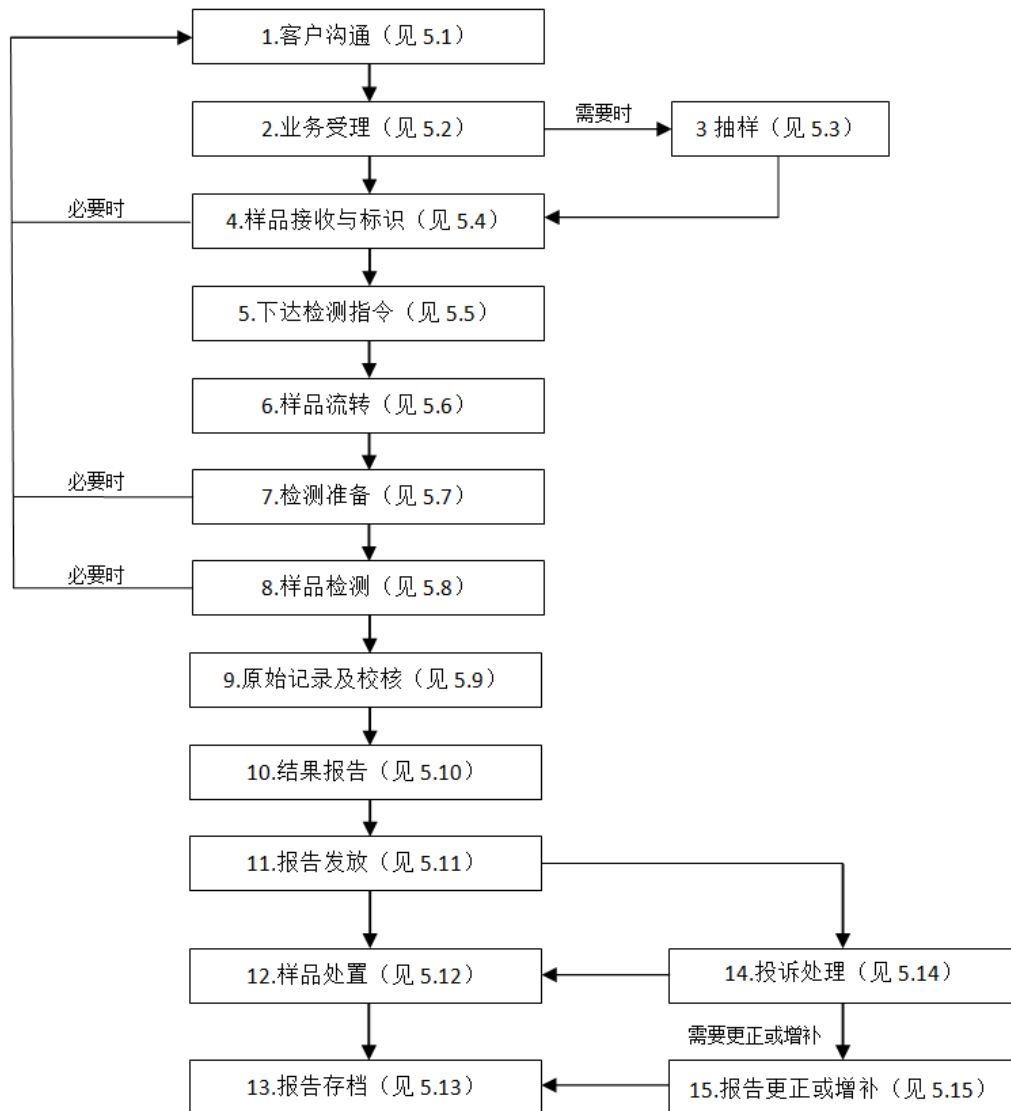 1.客户沟通（见 5.1）
2.业务受理（见 5.2）
需要时
3 抽样（见 5.3）
必要时
4.样品接收与标识（见 5.4）
5.下达检测指令（见 5.5）
6.样品流转（见 5.6）
必要时
7.检测准备（见 5.7）
必要时
8.样品检测（见 5.8）
9.原始记录及校核（见 5.9）
10.结果报告（见 5.10）
11.报告发放（见 5.11）
12.样品处置（见 5.12）
14.投诉处理（见 5.14）
需要更正或增补
13.报告存档（见 5.13）
15.报告更正或增补（见 5.15）